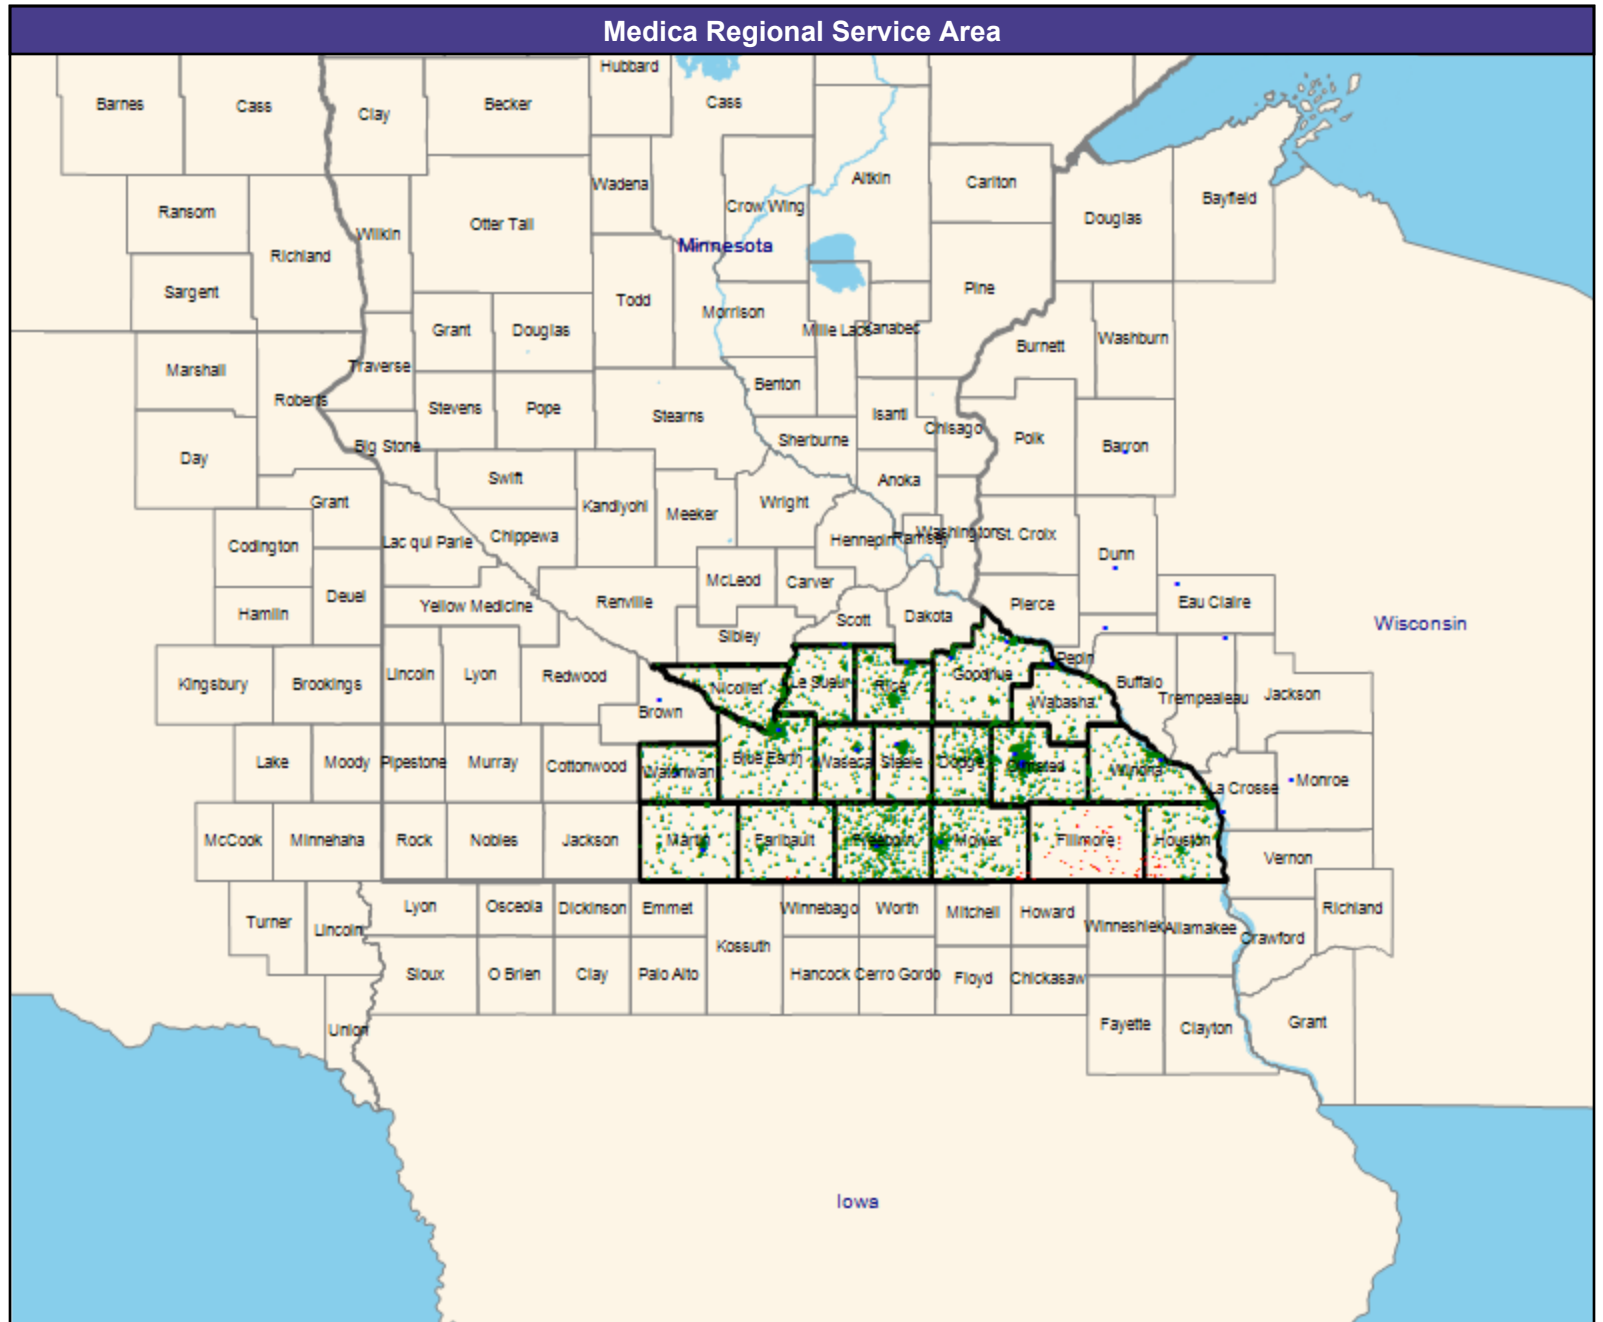 Medica Regional Service Area
Hubbard
Barnes
Cass
Clay
Becker
Cass
Wadena
Aitkin
Carlton
Ransom
Crow Wing
Douglas
Bayfield
Otter Tail
Wilkin
Richland
Minnesota
Sargent
Todd
Pine
Morrison
Grant
Douglas
Mille Lacs
Kanabec
Burnett
Washburn
Marshall
Traverse
Roberts
Benton
Stevens
Pope
Stearns
Isanti
Chisago
Polk
Barron
Big Stone
Sherburne
Day
Swift
Anoka
Grant
Kandiyohi
Meeker
Wright
Codington
Lac qui Parle
Chippewa
Hennepin
Ramsey
Washington
St. Croix
Dunn
McLeod
Carver
Deuel
Yellow Medicine
Renville
Pierce
Eau Claire
Hamlin
Scott
Dakota
Sibley
Wisconsin
Pepin
Kingsbury
Brookings
Lincoln
Lyon
Redwood
Nicollet
Le Sueur
Rice
Goodhue
Buffalo
Trempealeau
Jackson
Brown
Wabasha
Lake
Moody
Pipestone
Murray
Cottonwood
Watonwan
Blue Earth
Waseca
Steele
Dodge
Olmsted
Winona
La Crosse
Monroe
McCook
Minnehaha
Rock
Nobles
Jackson
Martin
Faribault
Freeborn
Mower
Fillmore
Houston
Vernon
Turner
Lincoln
Lyon
Osceola
Dickinson
Emmet
Winnebago
Worth
Mitchell
Howard
Winneshiek
Allamakee
Crawford
Richland
Kossuth
Sioux
O Brien
Clay
Palo Alto
Hancock
Cerro Gordo
Floyd
Chickasaw
Union
Fayette
Clayton
Grant
Iowa